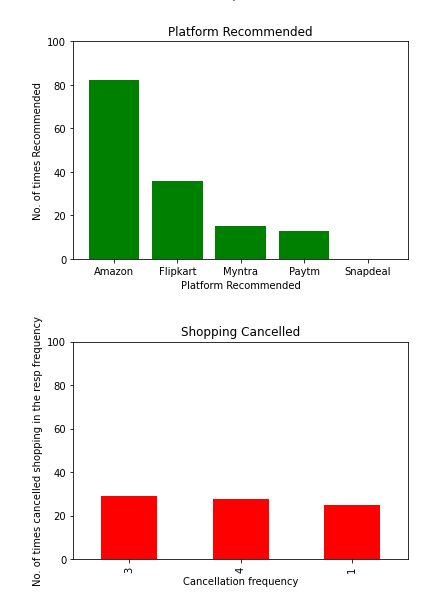 Platform Recommended
100
80
60
40
20
0
No. of times Recommended
Amazon Flipkart Myntra Paytm Snapdeal
Platform Recommended
Shopping Cancelled
100
80
60
40
20
0
No. of times cancelled shopping in the resp frequency
3 4 1
Cancellation frequency